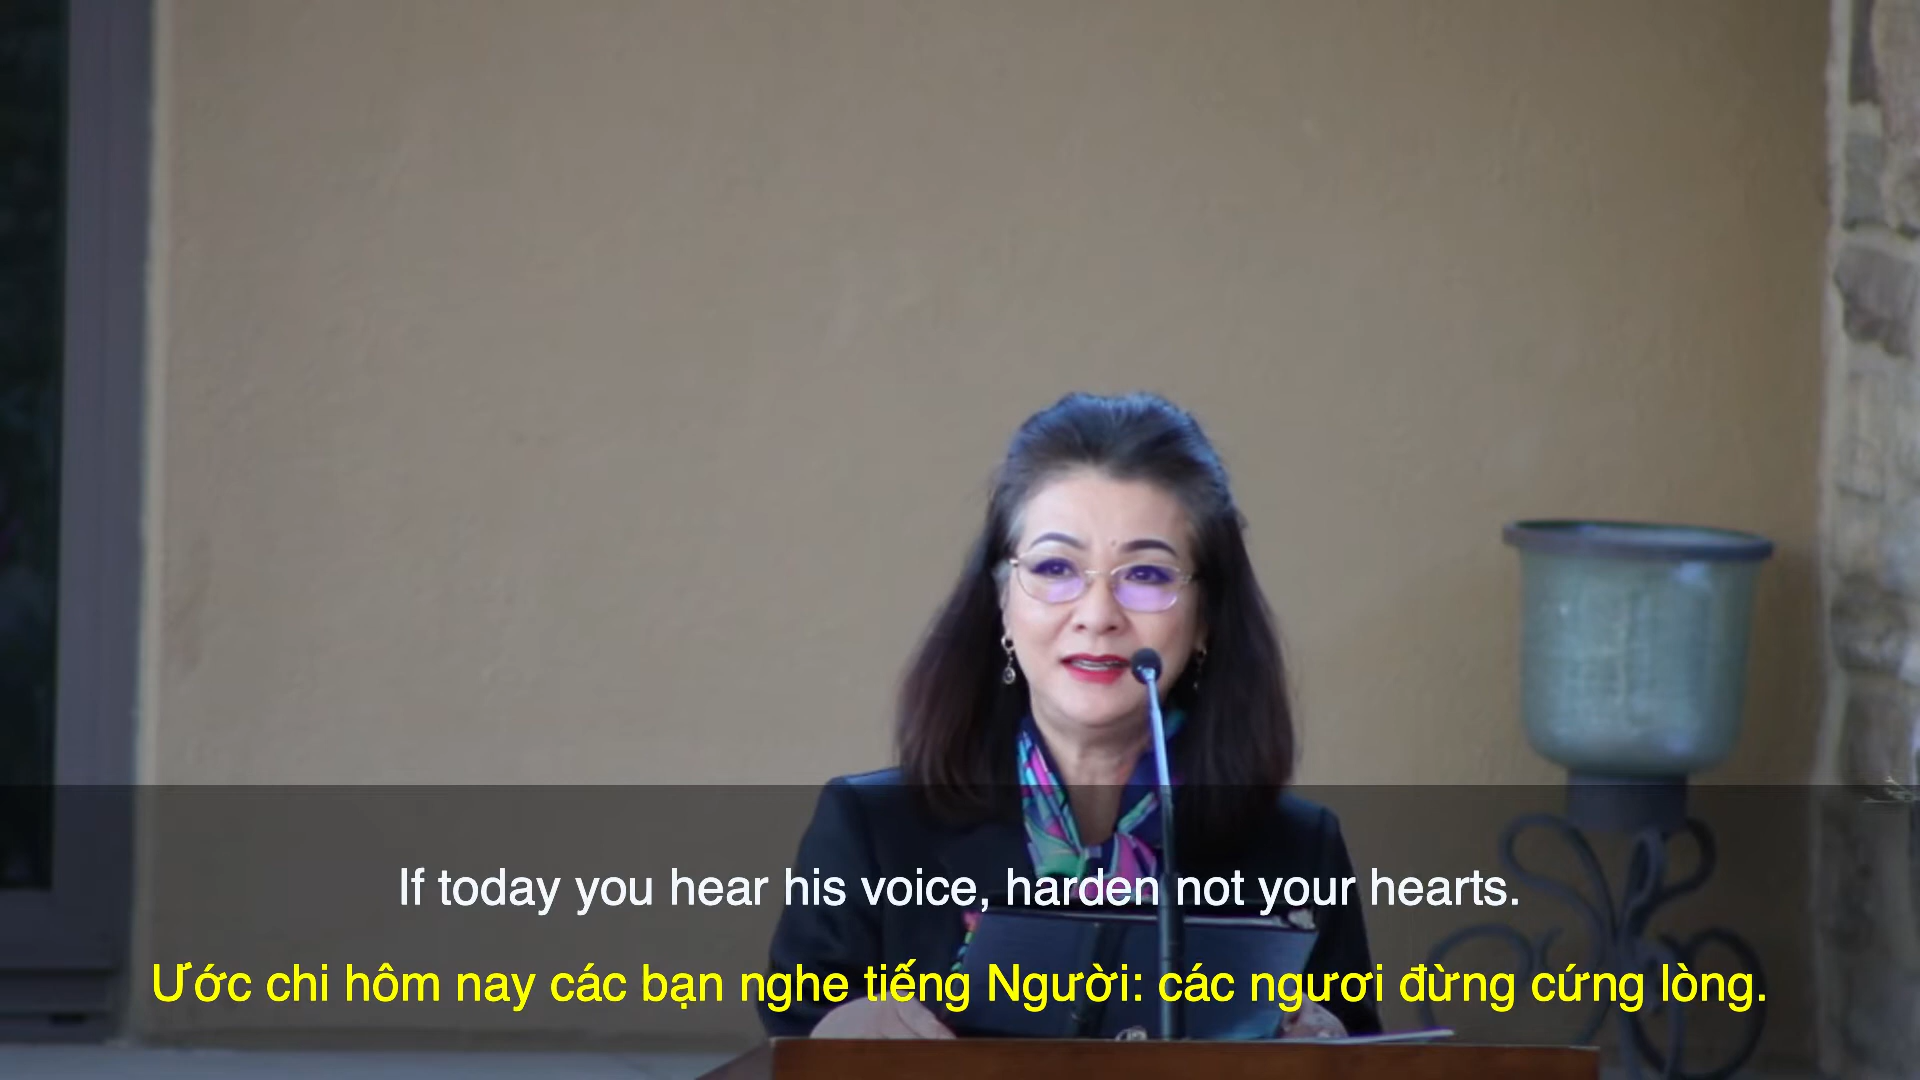 If today you hear his voice, harden not your hearts.
Ước chi hôm nay các bạn nghe tiếng Người: các ngươi đừng cứng lòng.